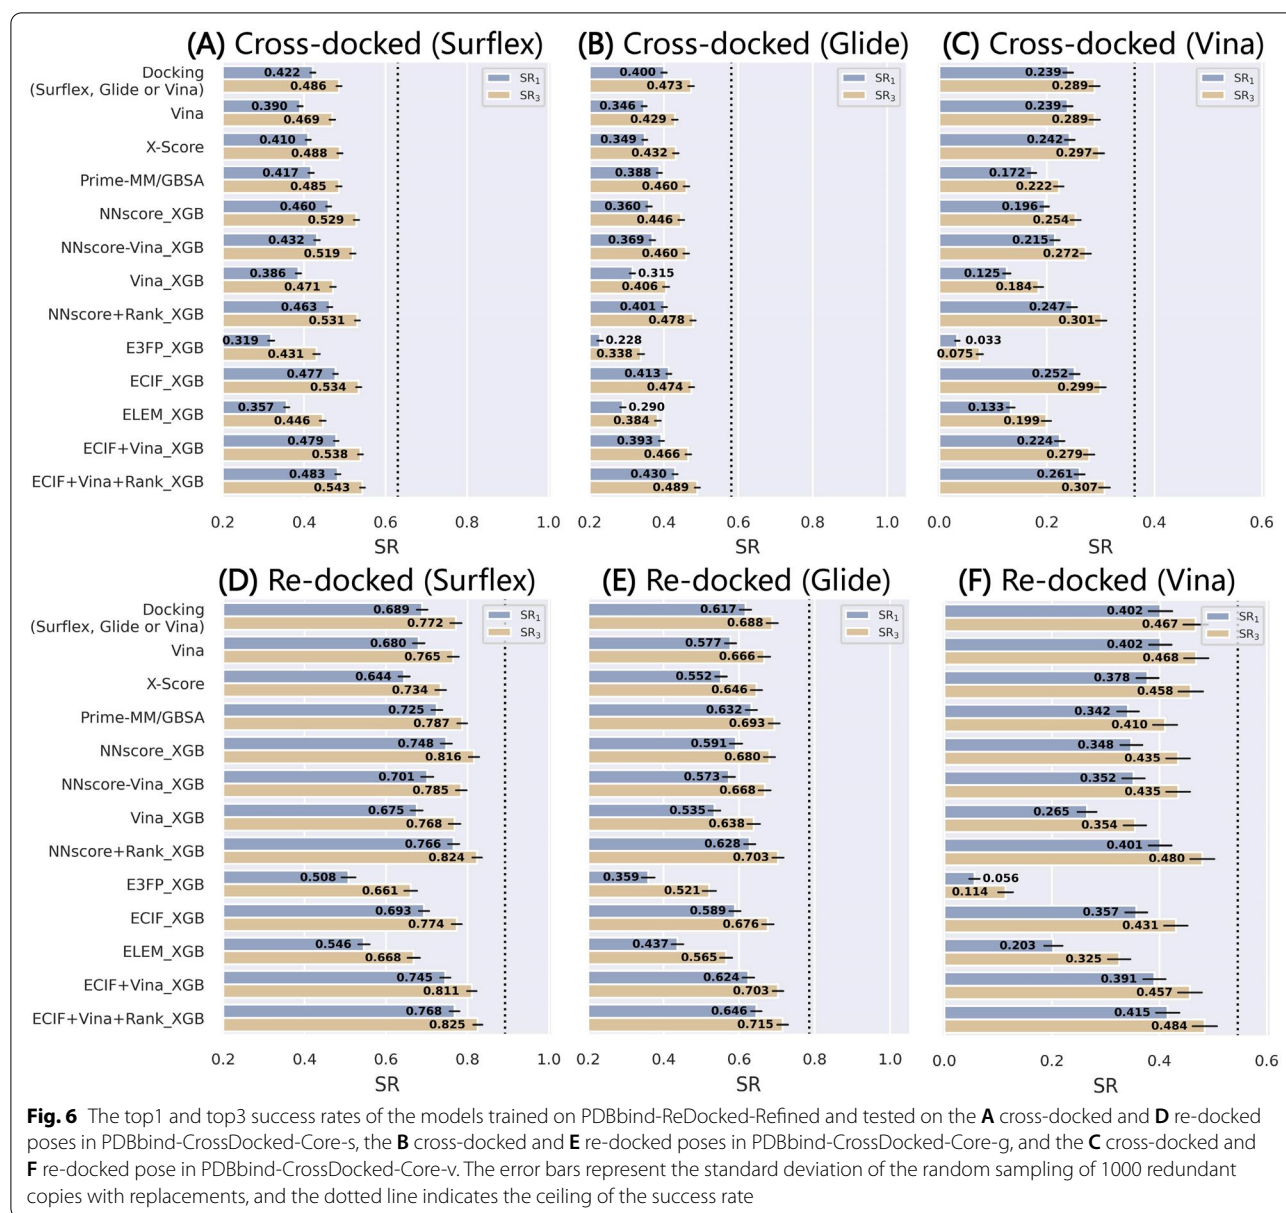 (A) Cross-docked (Surflex)
(B) Cross-docked (Glide)
(C) Cross-docked (Vina)
Docking
(Surflex, Glide or Vina)
Vina
X-Score
Prime-MM/GBSA
NNscore_XGB
NNscore-Vina_XGB
Vina_XGB
NNscore+Rank_XGB
E3FP_XGB
ECIF_XGB
ELEM_XGB
ECIF+Vina_XGB
ECIF+Vina+Rank_XGB
0.422
0.486
0.390
0.469
0.410
0.488
0.417
0.485
0.460
0.529
0.432
0.519
0.386
0.471
0.463
0.531
0.319
0.431
0.477
0.534
0.357
0.446
0.479
0.538
0.483
0.543
SR1
SR3
0.2 0.4 0.6 0.8 1.0
SR
0.400
0.473
0.346
0.429
0.349
0.432
0.388
0.460
0.360
0.446
0.369
0.460
0.315
0.406
0.401
0.478
0.228
0.338
0.413
0.474
0.290
0.384
0.393
0.466
0.430
0.489
SR1
SR3
0.2 0.4 0.6 0.8 1.0
SR
0.239
0.289
0.239
0.289
0.242
0.297
0.172
0.222
0.196
0.254
0.215
0.272
0.125
0.184
0.247
0.301
0.033
0.075
0.252
0.299
0.133
0.199
0.224
0.279
0.261
0.307
SR1
SR3
0.0 0.2 0.4 0.6
SR
(D) Re-docked (Surflex)
(E) Re-docked (Glide)
(F) Re-docked (Vina)
Docking
(Surflex, Glide or Vina)
Vina
X-Score
Prime-MM/GBSA
NNscore_XGB
NNscore-Vina_XGB
Vina_XGB
NNscore+Rank_XGB
E3FP_XGB
ECIF_XGB
ELEM_XGB
ECIF+Vina_XGB
ECIF+Vina+Rank_XGB
0.689
0.772
0.680
0.765
0.644
0.734
0.725
0.787
0.748
0.816
0.701
0.785
0.675
0.768
0.766
0.824
0.508
0.661
0.693
0.774
0.546
0.668
0.745
0.811
0.768
0.825
SR1
SR3
0.2 0.4 0.6 0.8 1.0
SR
0.617
0.688
0.577
0.666
0.552
0.646
0.632
0.693
0.591
0.680
0.573
0.668
0.535
0.638
0.628
0.703
0.359
0.521
0.589
0.676
0.437
0.565
0.624
0.703
0.646
0.715
SR1
SR3
0.2 0.4 0.6 0.8 1.0
SR
0.402
0.467
0.402
0.468
0.378
0.458
0.342
0.410
0.348
0.435
0.352
0.435
0.265
0.354
0.401
0.480
0.056
0.114
0.357
0.431
0.203
0.325
0.391
0.457
0.415
0.484
SR1
SR3
0.0 0.2 0.4 0.6
SR
Fig. 6 The top1 and top3 success rates of the models trained on PDBbind-ReDocked-Refined and tested on the A cross-docked and D re-docked
poses in PDBbind-CrossDocked-Core-s, the B cross-docked and E re-docked poses in PDBbind-CrossDocked-Core-g, and the C cross-docked and
F re-docked pose in PDBbind-CrossDocked-Core-v. The error bars represent the standard deviation of the random sampling of 1000 redundant
copies with replacements, and the dotted line indicates the ceiling of the success rate